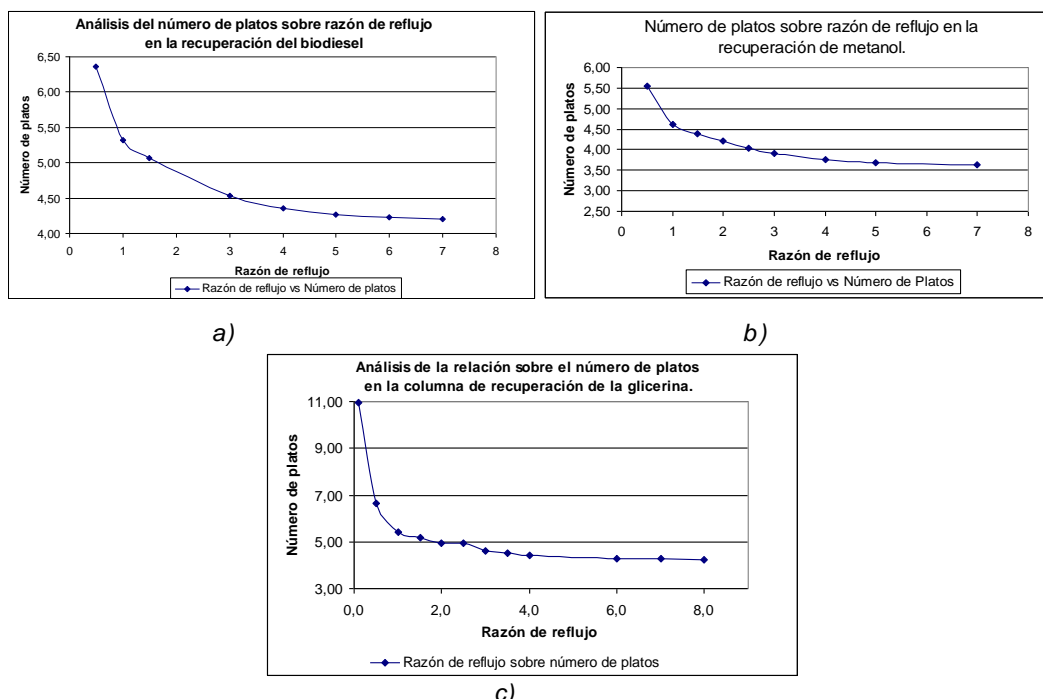 Análisis del número de platos sobre razón de reflujo
en la recuperación del biodiesel
Número de platos
6,50
6,00
5,50
5,00
4,50
4,00
0 1 2 3 4 5 6 7 8
Razón de reflujo
Razón de reflujo vs Número de platos
a)
Número de platos sobre razón de reflujo en la
recuperación de metanol.
Número de platos
6,00
5,50
5,00
4,50
4,00
3,50
3,00
2,50
0 1 2 3 4 5 6 7 8
Razón de reflujo
Razón de reflujo vs Número de Platos
b)
Análisis de la relación sobre el número de platos
en la columna de recuperación de la glicerina.
Número de platos
11,00
9,00
7,00
5,00
3,00
0,0 2,0 4,0 6,0 8,0
Razón de reflujo
Razón de reflujo sobre número de platos
c)